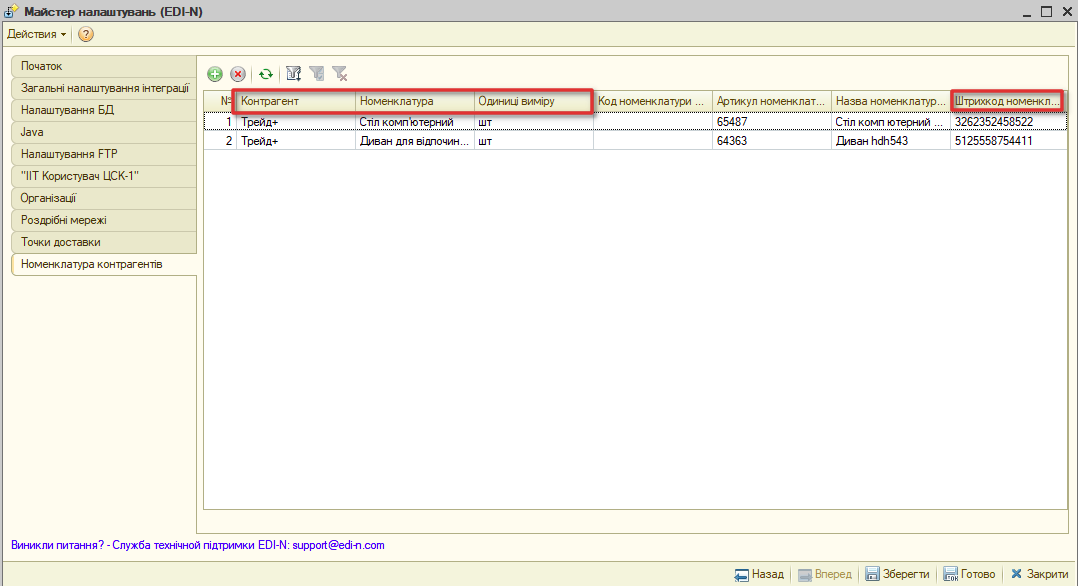 Майстер налаштувань (EDI-N)
Действия
Початок
Загальні налаштування інтеграції
Налаштування БД
Java
Налаштування FTP
"ІІТ Користувач ЦСК-1"
Організації
Роздрібні мережі
Точки доставки
Номенклатура контрагентів
№ Контрагент Номенклатура Одиниці виміру Код номенклатури ... Артикул номенклат... Назва номенклатур... Штрихкод номенкл...
1 Трейд+ Стіл комп'ютерний шт 65487 Стіл комп ютерний ... 3262352458522
2 Трейд+ Диван для відпочин... шт 64363 Диван hdh543 5125558754411
Виникли питання? - Служба технічної підтримки EDI-N: support@edi-n.com
Назад Вперед Зберегти Готово Закрити